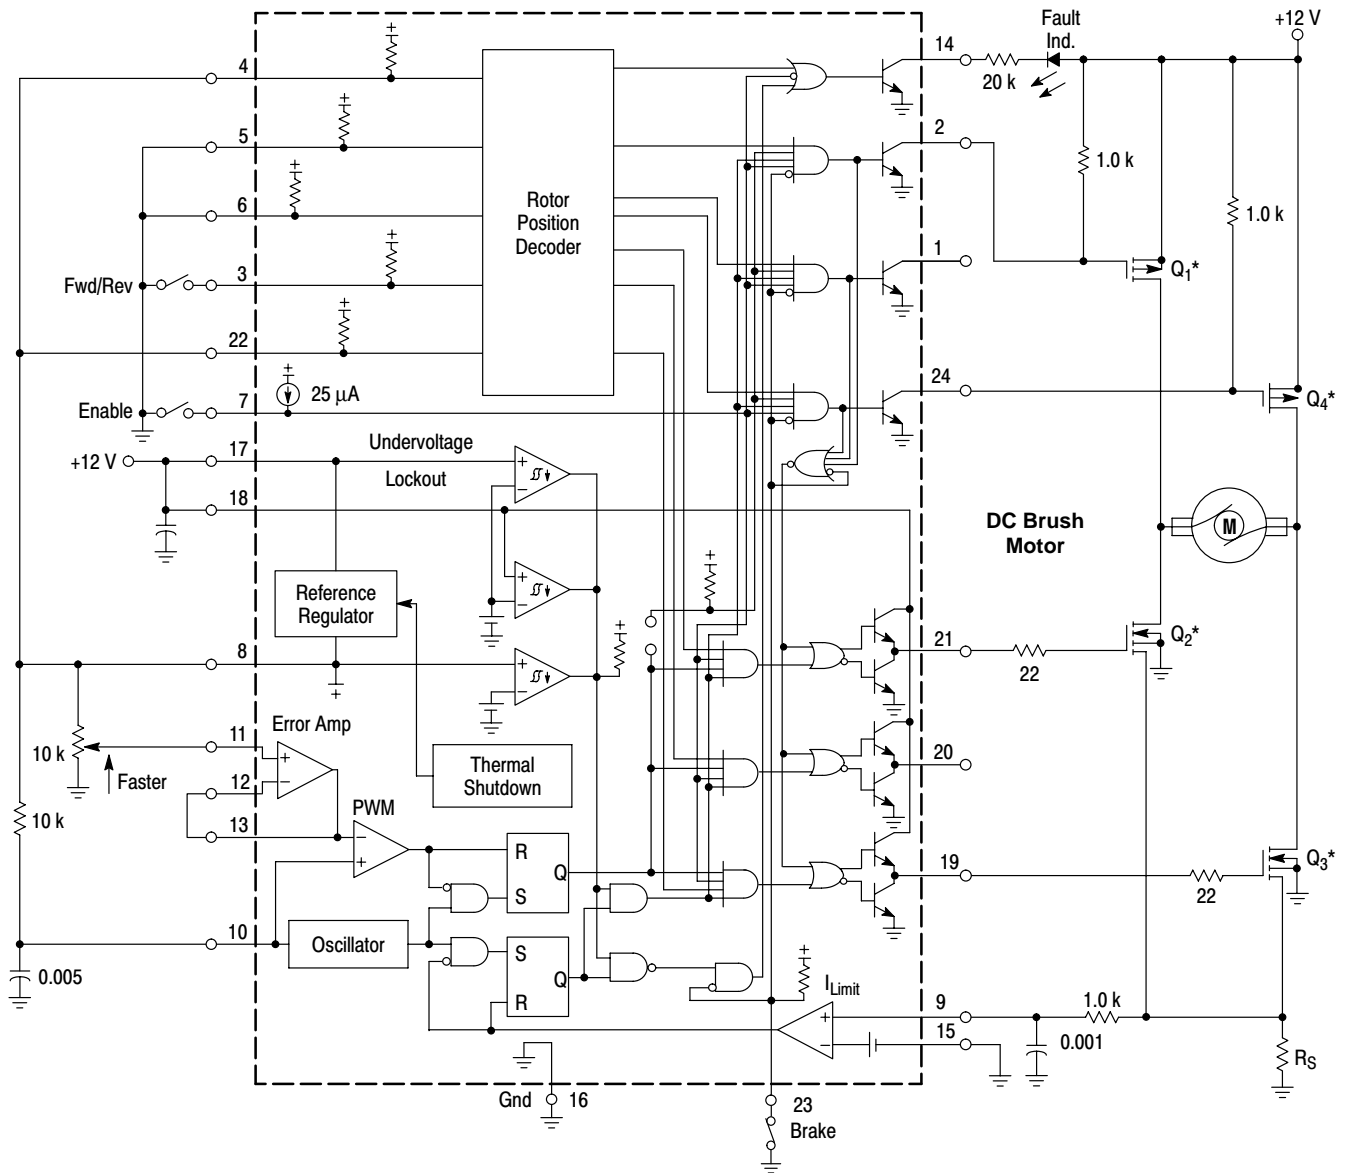 Fault
Ind.
+12 V
14
20 k
4
2
5
1.0 k
1.0 k
Rotor
Position
Decoder
6
1
Q1*
Fwd/Rev
3
22
24
25 µA
Enable
7
Q4*
17
Undervoltage
Lockout
+12 V
18
DC Brush
Motor
M
Reference
Regulator
8
21
22
Q2*
Error Amp
11
10 k
Faster
12
Thermal
Shutdown
20
10 k
13
PWM
R
S
Q
19
22
Q3*
10
Oscillator
S
R
Q
0.005
ILimit
9
1.0 k
15
0.001
RS
Gnd
16
23
Brake